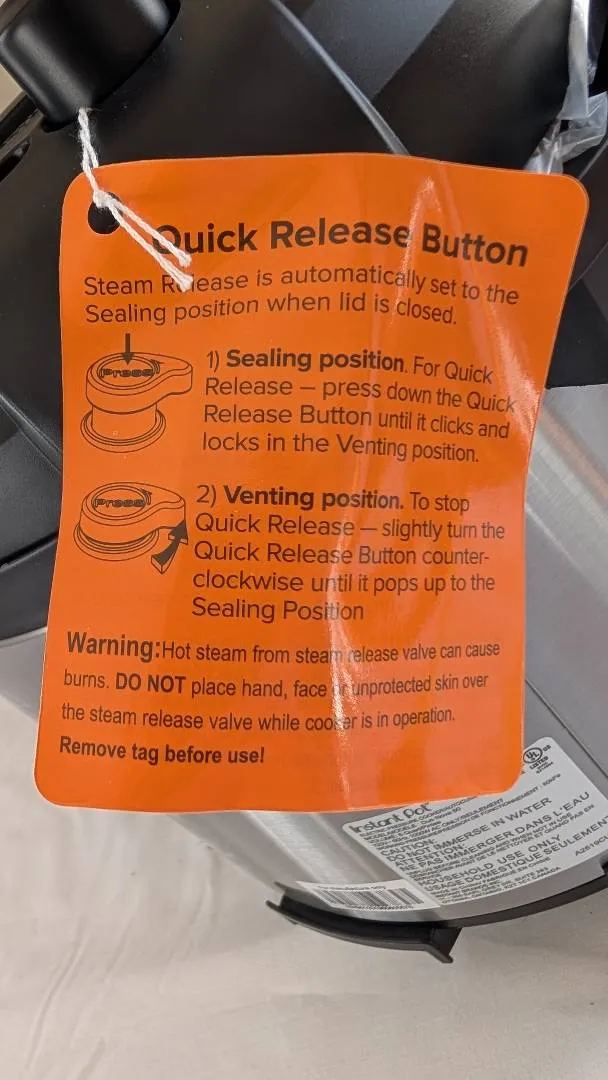 Quick Release Button
Steam Release is automatically set to the
Sealing position when lid is closed.
Press
1) Sealing position. For Quick
Release – press down the Quick
Release Button until it clicks and
locks in the Venting position.
Press
2) Venting position. To stop
Quick Release – slightly turn the
Quick Release Button counter-
clockwise until it pops up to the
Sealing Position
Warning:Hot steam from steam release valve can cause
burns. DO NOT place hand, face or unprotected skin over
the steam release valve while cooker is in operation.
Remove tag before use!
UL US
LISTED
Instant Pot
CAUTION:
DO NOT IMMERSE IN WATER
ATTENTION:
NE PAS IMMERGER DANS L'EAU
HOUSEHOLD USE ONLY
USAGE DOMESTIQUE SEULEMENT